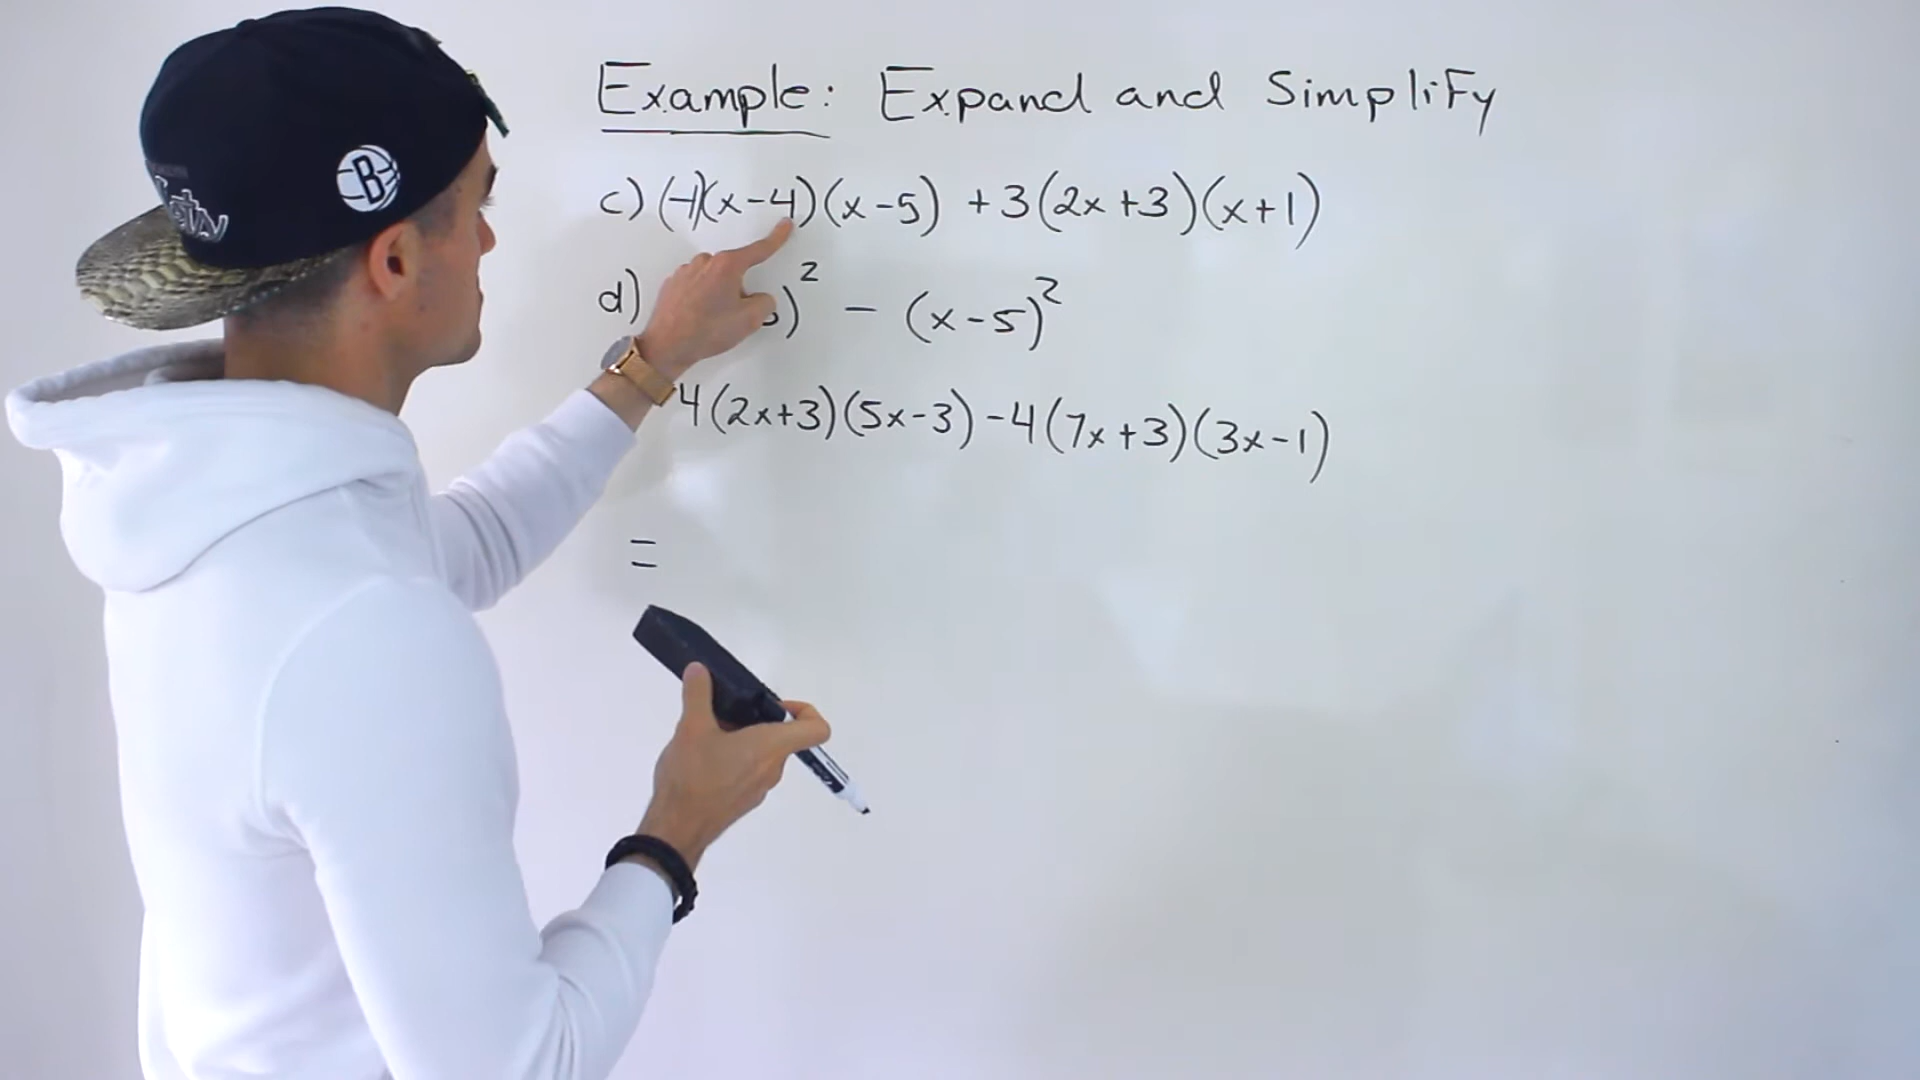 Example: Expand and Simplify
c) (-1)(x-4)(x-5) +3(2x+3)(x+1)
d) )² - (x-5)²
4(2x+3)(5x-3) -4(7x+3)(3x-1)
=
B